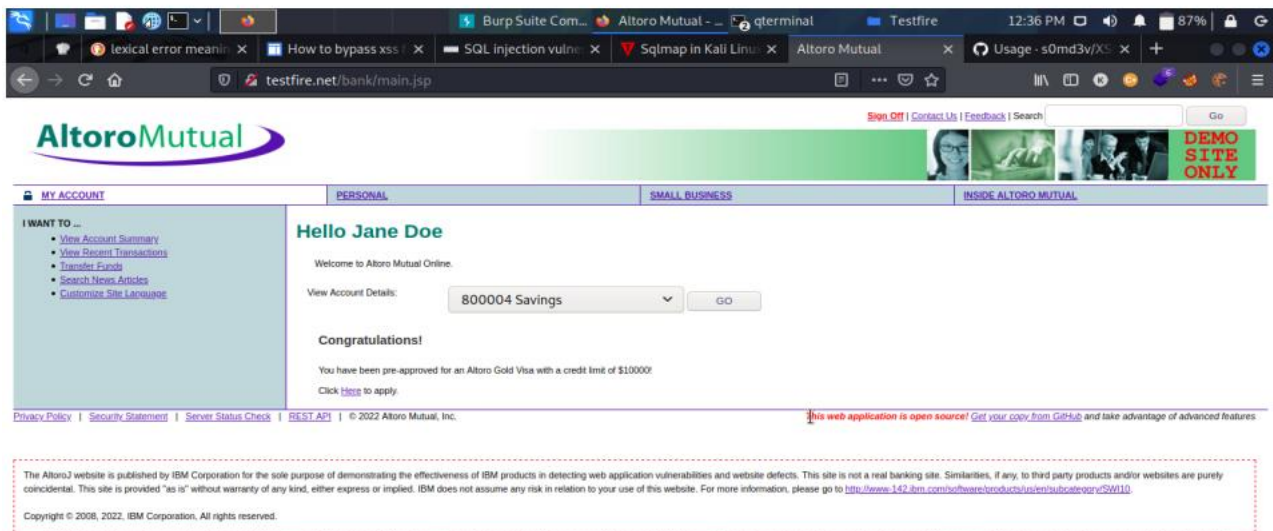 Burp Suite Com... Altoro Mutual - ... qterminal Testfire 12:36 PM 87%
lexical error meanin How to bypass xss f SQL injection vulne Sqlmap in Kali Linu Altoro Mutual Usage · s0md3v/XS
testfire.net/bank/main.jsp
Sign Off | Contact Us | Feedback | Search Go
AltoroMutual
DEMO
SITE
ONLY
MY ACCOUNT PERSONAL SMALL BUSINESS INSIDE ALTORO MUTUAL
I WANT TO ...
View Account Summary
View Recent Transactions
Transfer Funds
Search News Articles
Customize Site Language
Hello Jane Doe
Welcome to Altoro Mutual Online.
View Account Details: 800004 Savings GO
Congratulations!
You have been pre-approved for an Altoro Gold Visa with a credit limit of $10000!
Click Here to apply.
Privacy Policy | Security Statement | Server Status Check | REST API | © 2022 Altoro Mutual, Inc. This web application is open source! Get your copy from GitHub and take advantage of advanced features
The AltoroJ website is published by IBM Corporation for the sole purpose of demonstrating the effectiveness of IBM products in detecting web application vulnerabilities and website defects. This site is not a real banking site. Similarities, if any, to third party products and/or websites are purely
coincidental. This site is provided "as is" without warranty of any kind, either express or implied. IBM does not assume any risk in relation to your use of this website. For more information, please go to http://www-142.ibm.com/software/products/us/en/subcategory/SWI10.
Copyright © 2008, 2022, IBM Corporation, All rights reserved.